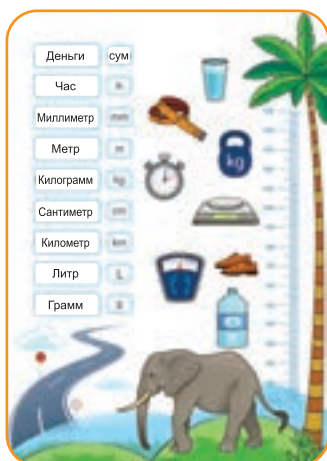 Деньги сум
Час h
Миллиметр mm
Метр m
Килограмм kg
Сантиметр cm
Километр km
Литр L
Грамм
kg